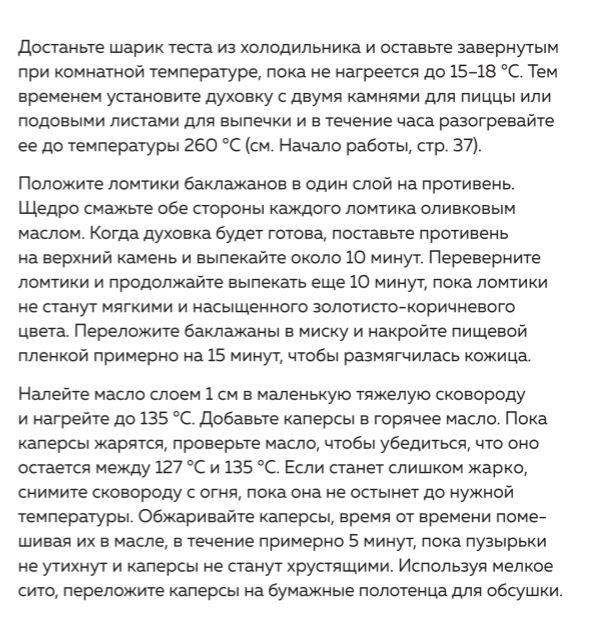 Достаньте шарик теста из холодильника и оставьте завернутым
при комнатной температуре, пока не нагреется до 15–18 °C. Тем
временем установите духовку с двумя камнями для пиццы или
подовыми листами для выпечки и в течение часа разогревайте
ее до температуры 260 °C (см. Начало работы, стр. 37).
Положите ломтики баклажанов в один слой на противень.
Щедро смажьте обе стороны каждого ломтика оливковым
маслом. Когда духовка будет готова, поставьте противень
на верхний камень и выпекайте около 10 минут. Переверните
ломтики и продолжайте выпекать еще 10 минут, пока ломтики
не станут мягкими и насыщенного золотисто-коричневого
цвета. Переложите баклажаны в миску и накройте пищевой
пленкой примерно на 15 минут, чтобы размягчилась кожица.
Налейте масло слоем 1 см в маленькую тяжелую сковороду
и нагрейте до 135 °C. Добавьте каперсы в горячее масло. Пока
каперсы жарятся, проверьте масло, чтобы убедиться, что оно
остается между 127 °C и 135 °C. Если станет слишком жарко,
снимите сковороду с огня, пока она не остынет до нужной
температуры. Обжаривайте каперсы, время от времени поме-
шивая их в масле, в течение примерно 5 минут, пока пузырьки
не утихнут и каперсы не станут хрустящими. Используя мелкое
сито, переложите каперсы на бумажные полотенца для обсушки.